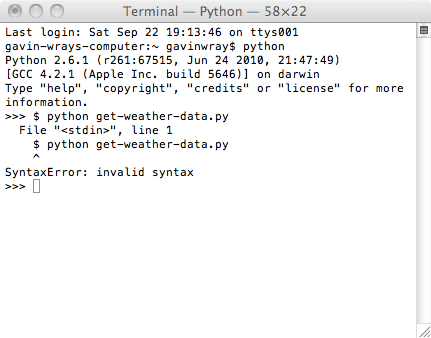 Terminal — Python — 58×22
Last login: Sat Sep 22 19:13:46 on ttys001
gavin-wrays-computer:~ gavinwray$ python
Python 2.6.1 (r261:67515, Jun 24 2010, 21:47:49)
[GCC 4.2.1 (Apple Inc. build 5646)] on darwin
Type "help", "copyright", "credits" or "license" for more
information.
>>> $ python get-weather-data.py
  File "<stdin>", line 1
    $ python get-weather-data.py
    ^
SyntaxError: invalid syntax
>>>